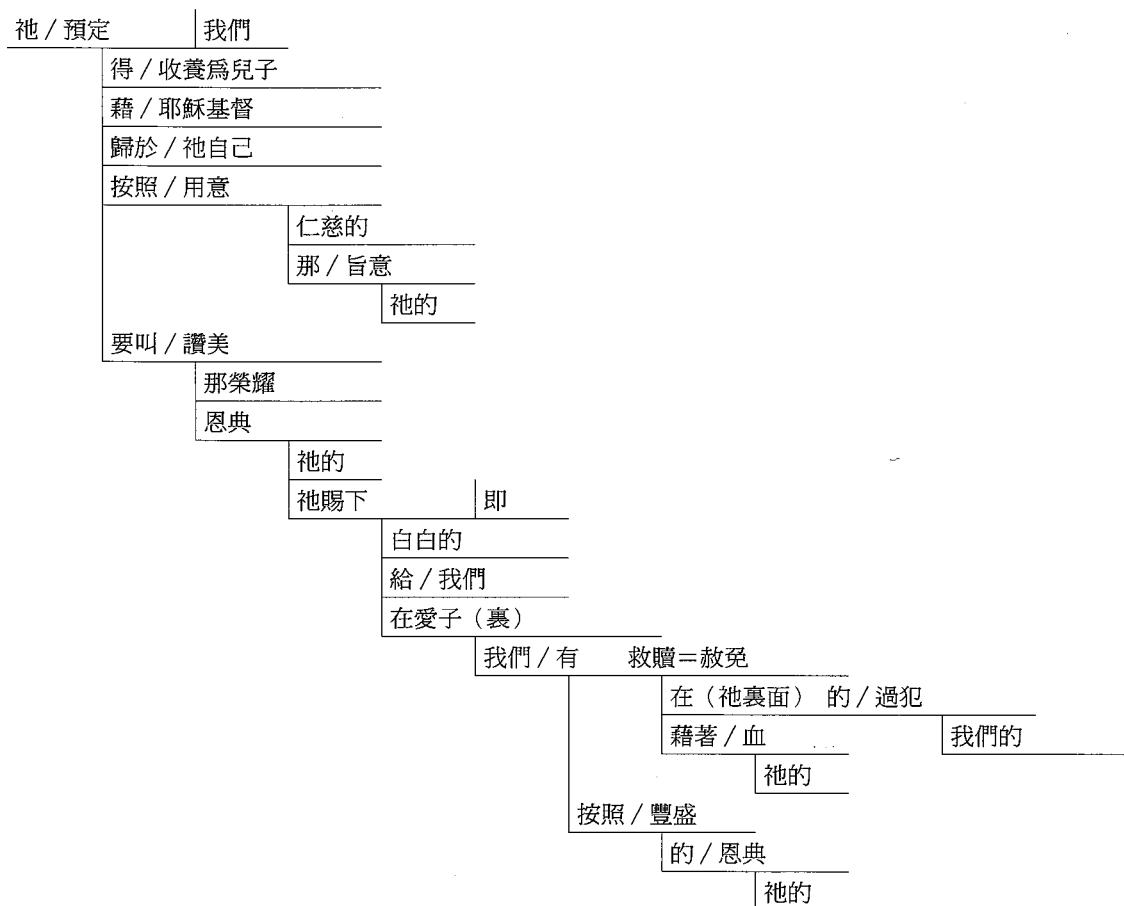 祂 / 預定 我們
得 / 收養爲兒子
藉 / 耶穌基督
歸於 / 祂自己
按照 / 用意
仁慈的
那 / 旨意
祂的
要叫 / 讚美
那榮耀
恩典
祂的
祂賜下 即
白白的
給 / 我們
在愛子（裏）
我們 / 有 救贖＝赦免
在（祂裏面） 的 / 過犯
藉著 / 血 我們的
祂的
按照 / 豐盛
的 / 恩典
祂的